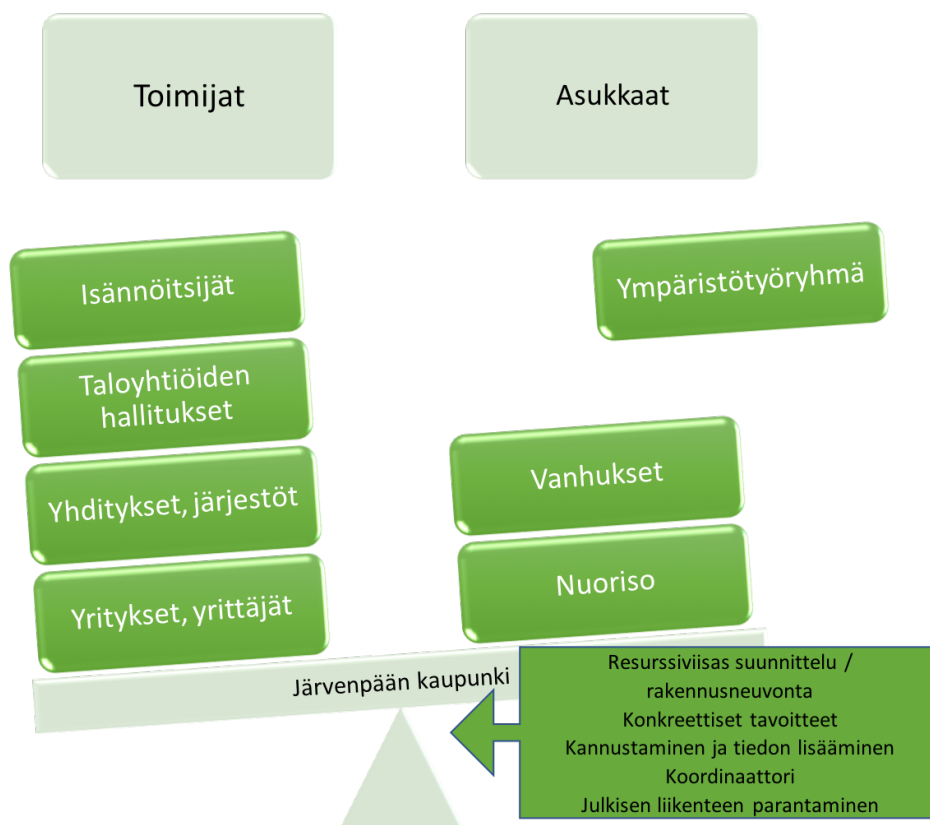 Toimijat
Asukkaat
Isännöitsijät
Ympäristötyöryhmä
Taloyhtiöiden
hallitukset
Yhditykset, järjestöt
Vanhukset
Yritykset, yrittäjät
Nuoriso
Järvenpään kaupunki
Resurssiviisas suunnittelu /
rakennusneuvonta
Konkreettiset tavoitteet
Kannustaminen ja tiedon lisääminen
Koordinaattori
Julkisen liikenteen parantaminen